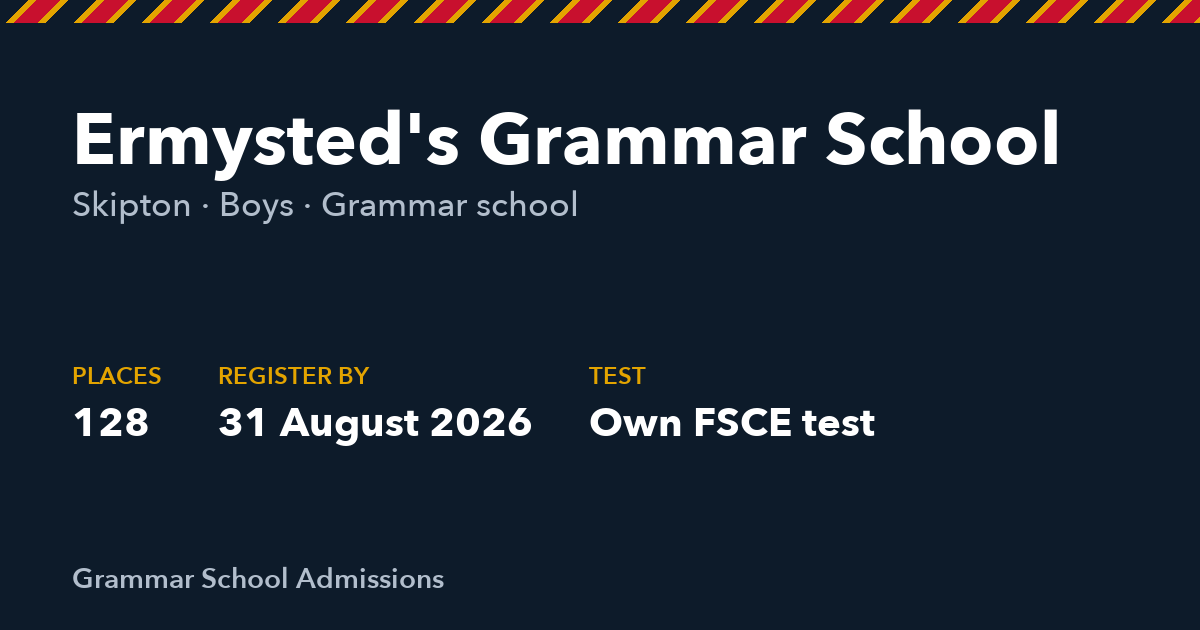 Ermysted's Grammar School
Skipton · Boys · Grammar school
PLACES
128
REGISTER BY
31 August 2026
TEST
Own FSCE test
Grammar School Admissions